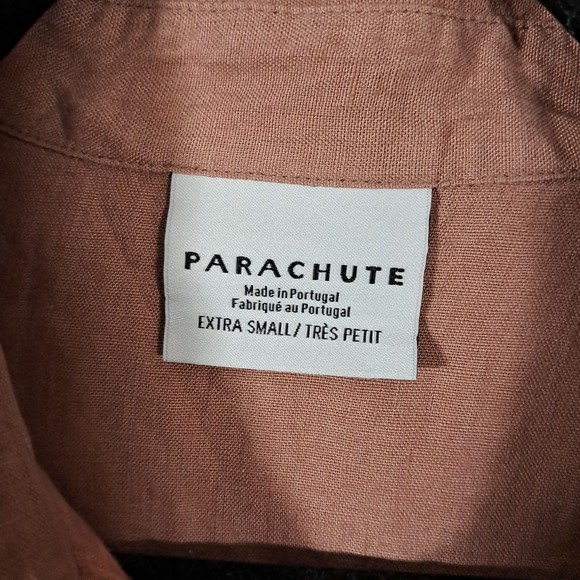 PARACHUTE
Made in Portugal
Fabriqué au Portugal
EXTRA SMALL / TRÈS PETIT